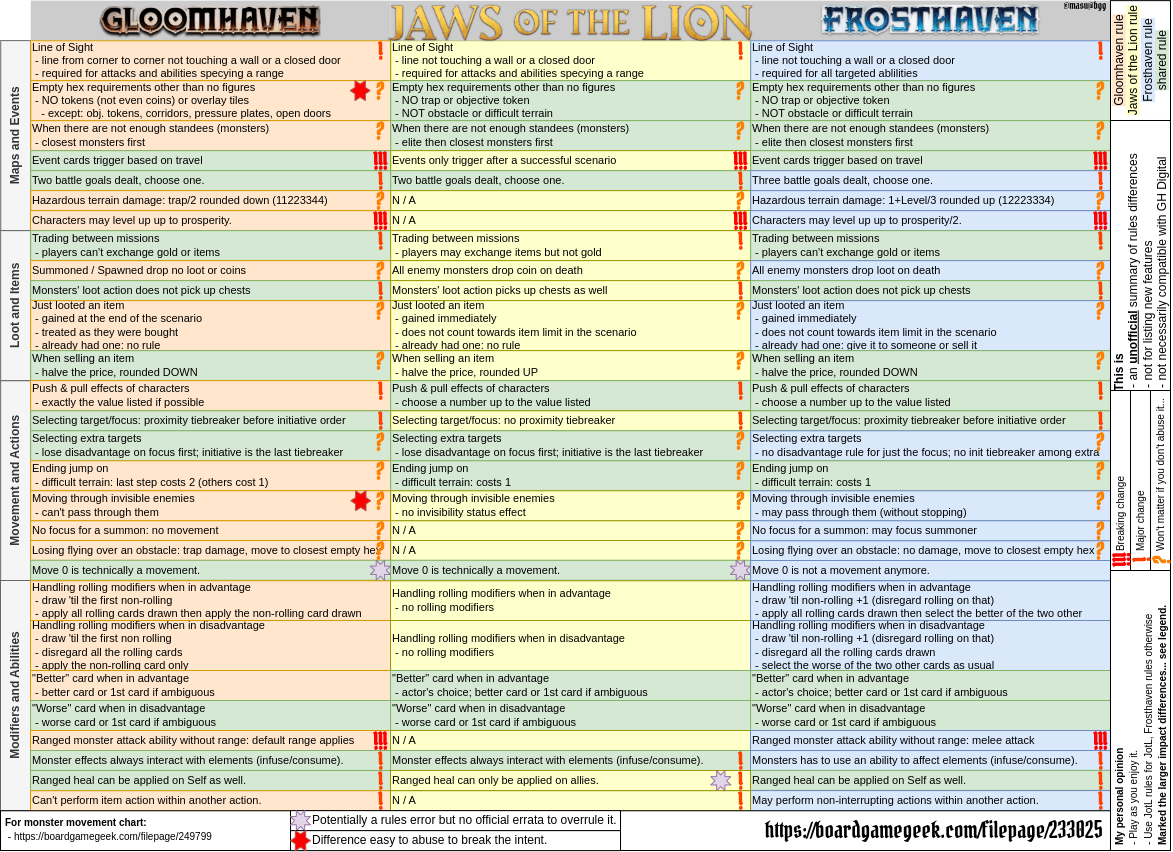 GLOOMHAVEN
JAWS OF THE LION
FROSTHAVEN
@masu@bgg
Gloomhaven rule
Jaws of the Lion rule
Frosthaven rule
shared rule
Maps and Events
Line of Sight
- line from corner to corner not touching a wall or a closed door
- required for attacks and abilities specying a range
Line of Sight
- line not touching a wall or a closed door
- required for attacks and abilities specying a range
Line of Sight
- line not touching a wall or a closed door
- required for all targeted ablilities
Empty hex requirements other than no figures
- NO tokens (not even coins) or overlay tiles
- except: obj. tokens, corridors, pressure plates, open doors
Empty hex requirements other than no figures
- NO trap or objective token
- NOT obstacle or difficult terrain
Empty hex requirements other than no figures
- NO trap or objective token
- NOT obstacle or difficult terrain
When there are not enough standees (monsters)
- closest monsters first
When there are not enough standees (monsters)
- elite then closest monsters first
When there are not enough standees (monsters)
- elite then closest monsters first
Event cards trigger based on travel
Events only trigger after a successful scenario
Event cards trigger based on travel
Two battle goals dealt, choose one.
Two battle goals dealt, choose one.
Three battle goals dealt, choose one.
Hazardous terrain damage: trap/2 rounded down (11223344)
N / A
Hazardous terrain damage: 1+Level/3 rounded up (12223334)
Characters may level up to prosperity.
N / A
Characters may level up up to prosperity/2.
Loot and Items
Trading between missions
- players can't exchange gold or items
Trading between missions
- players may exchange items but not gold
Trading between missions
- players can't exchange gold or items
Summoned / Spawned drop no loot or coins
All enemy monsters drop coin on death
All enemy monsters drop loot on death
Monsters' loot action does not pick up chests
Monsters' loot action picks up chests as well
Monsters' loot action does not pick up chests
Just looted an item
- gained at the end of the scenario
- treated as they were bought
- already had one: no rule
Just looted an item
- gained immediately
- does not count towards item limit in the scenario
- already had one: no rule
Just looted an item
- gained immediately
- does not count towards item limit in the scenario
- already had one: give it to someone or sell it
When selling an item
- halve the price, rounded DOWN
When selling an item
- halve the price, rounded UP
When selling an item
- halve the price, rounded DOWN
Movement and Actions
Push & pull effects of characters
- exactly the value listed if possible
Push & pull effects of characters
- choose a number up to the value listed
Push & pull effects of characters
- choose a number up to the value listed
Selecting target/focus: proximity tiebreaker before initiative order
Selecting target/focus: no proximity tiebreaker
Selecting target/focus: proximity tiebreaker before initiative order
Selecting extra targets
- lose disadvantage on focus first; initiative is the last tiebreaker
Selecting extra targets
- lose disadvantage on focus first; initiative is the last tiebreaker
Selecting extra targets
- no disadvantage rule for just the focus; no init tiebreaker among extra
Ending jump on
- difficult terrain: last step costs 2 (others cost 1)
Ending jump on
- difficult terrain: costs 1
Ending jump on
- difficult terrain: costs 1
Moving through invisible enemies
- can't pass through them
Moving through invisible enemies
- no invisibility status effect
Moving through invisible enemies
- may pass through them (without stopping)
No focus for a summon: no movement
N / A
No focus for a summon: may focus summoner
Losing flying over an obstacle: trap damage, move to closest empty hex
N / A
Losing flying over an obstacle: no damage, move to closest empty hex
Move 0 is technically a movement.
Move 0 is technically a movement.
Move 0 is not a movement anymore.
Modifiers and Abilities
Handling rolling modifiers when in advantage
- draw 'til the first non-rolling
- apply all rolling cards drawn then apply the non-rolling card drawn
Handling rolling modifiers when in advantage
- no rolling modifiers
Handling rolling modifiers when in advantage
- draw 'til non-rolling +1 (disregard rolling on that)
- apply all rolling cards drawn then select the better of the two other
Handling rolling modifiers when in disadvantage
- draw 'til the first non rolling
- disregard all the rolling cards
- apply the non-rolling card only
Handling rolling modifiers when in disadvantage
- no rolling modifiers
Handling rolling modifiers when in disadvantage
- draw 'til non-rolling +1 (disregard rolling on that)
- disregard all the rolling cards drawn
- select the worse of the two other cards as usual
"Better" card when in advantage
- better card or 1st card if ambiguous
"Better" card when in advantage
- actor's choice; better card or 1st card if ambiguous
"Better" card when in advantage
- actor's choice; better card or 1st card if ambiguous
"Worse" card when in disadvantage
- worse card or 1st card if ambiguous
"Worse" card when in disadvantage
- worse card or 1st card if ambiguous
"Worse" card when in disadvantage
- worse card or 1st card if ambiguous
Ranged monster attack ability without range: default range applies
N / A
Ranged monster attack ability without range: melee attack
Monster effects always interact with elements (infuse/consume).
Monster effects always interact with elements (infuse/consume).
Monsters has to use an ability to affect elements (infuse/consume).
Ranged heal can be applied on Self as well.
Ranged heal can only be applied on allies.
Ranged heal can be applied on Self as well.
Can't perform item action within another action.
N / A
May perform non-interrupting actions within another action.
This is
- an unofficial summary of rules differences
- not for listing new features
- not necessarily compatible with GH Digital
!!! Breaking change
! Major change
? Won't matter if you don't abuse it...
My personal opinion
- Play as you enjoy it.
- Use JotL rules for JotL, Frosthaven rules otherwise
Marked the larger impact differences... see legend.
For monster movement chart:
- https://boardgamegeek.com/filepage/249799
Potentially a rules error but no official errata to overrule it.
Difference easy to abuse to break the intent.
https://boardgamegeek.com/filepage/233025